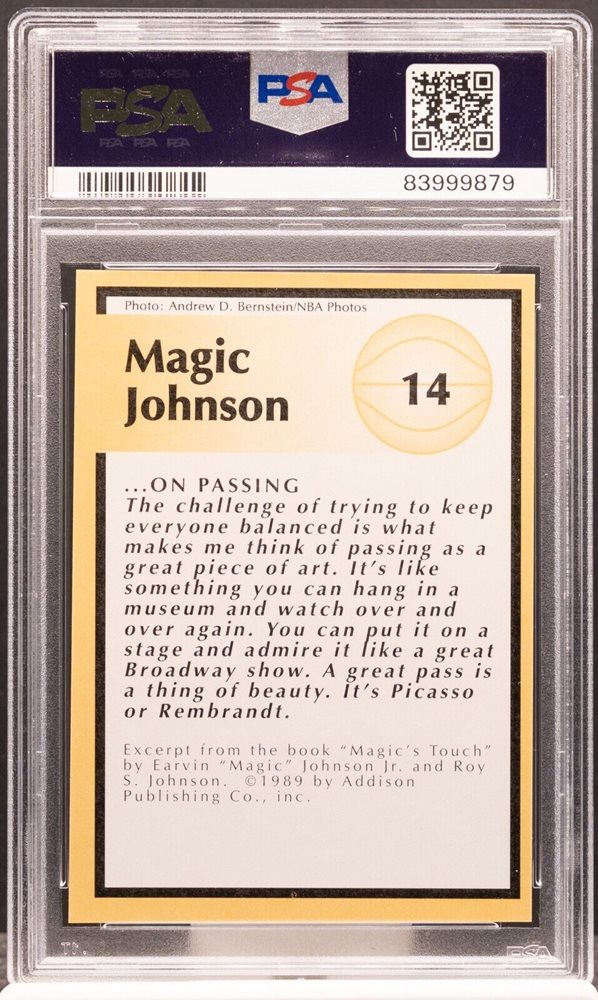 PSA
PSA
83999879
Photo: Andrew D. Bernstein/NBA Photos
Magic
Johnson
14
...ON PASSING
The challenge of trying to keep
everyone balanced is what
makes me think of passing as a
great piece of art. It's like
something you can hang in a
museum and watch over and
over again. You can put it on a
stage and admire it like a great
Broadway show. A great pass is
a thing of beauty. It's Picasso
or Rembrandt.
Excerpt from the book "Magic's Touch"
by Earvin "Magic" Johnson Jr. and Roy
S. Johnson. ©1989 by Addison
Publishing Co., inc.
PSA